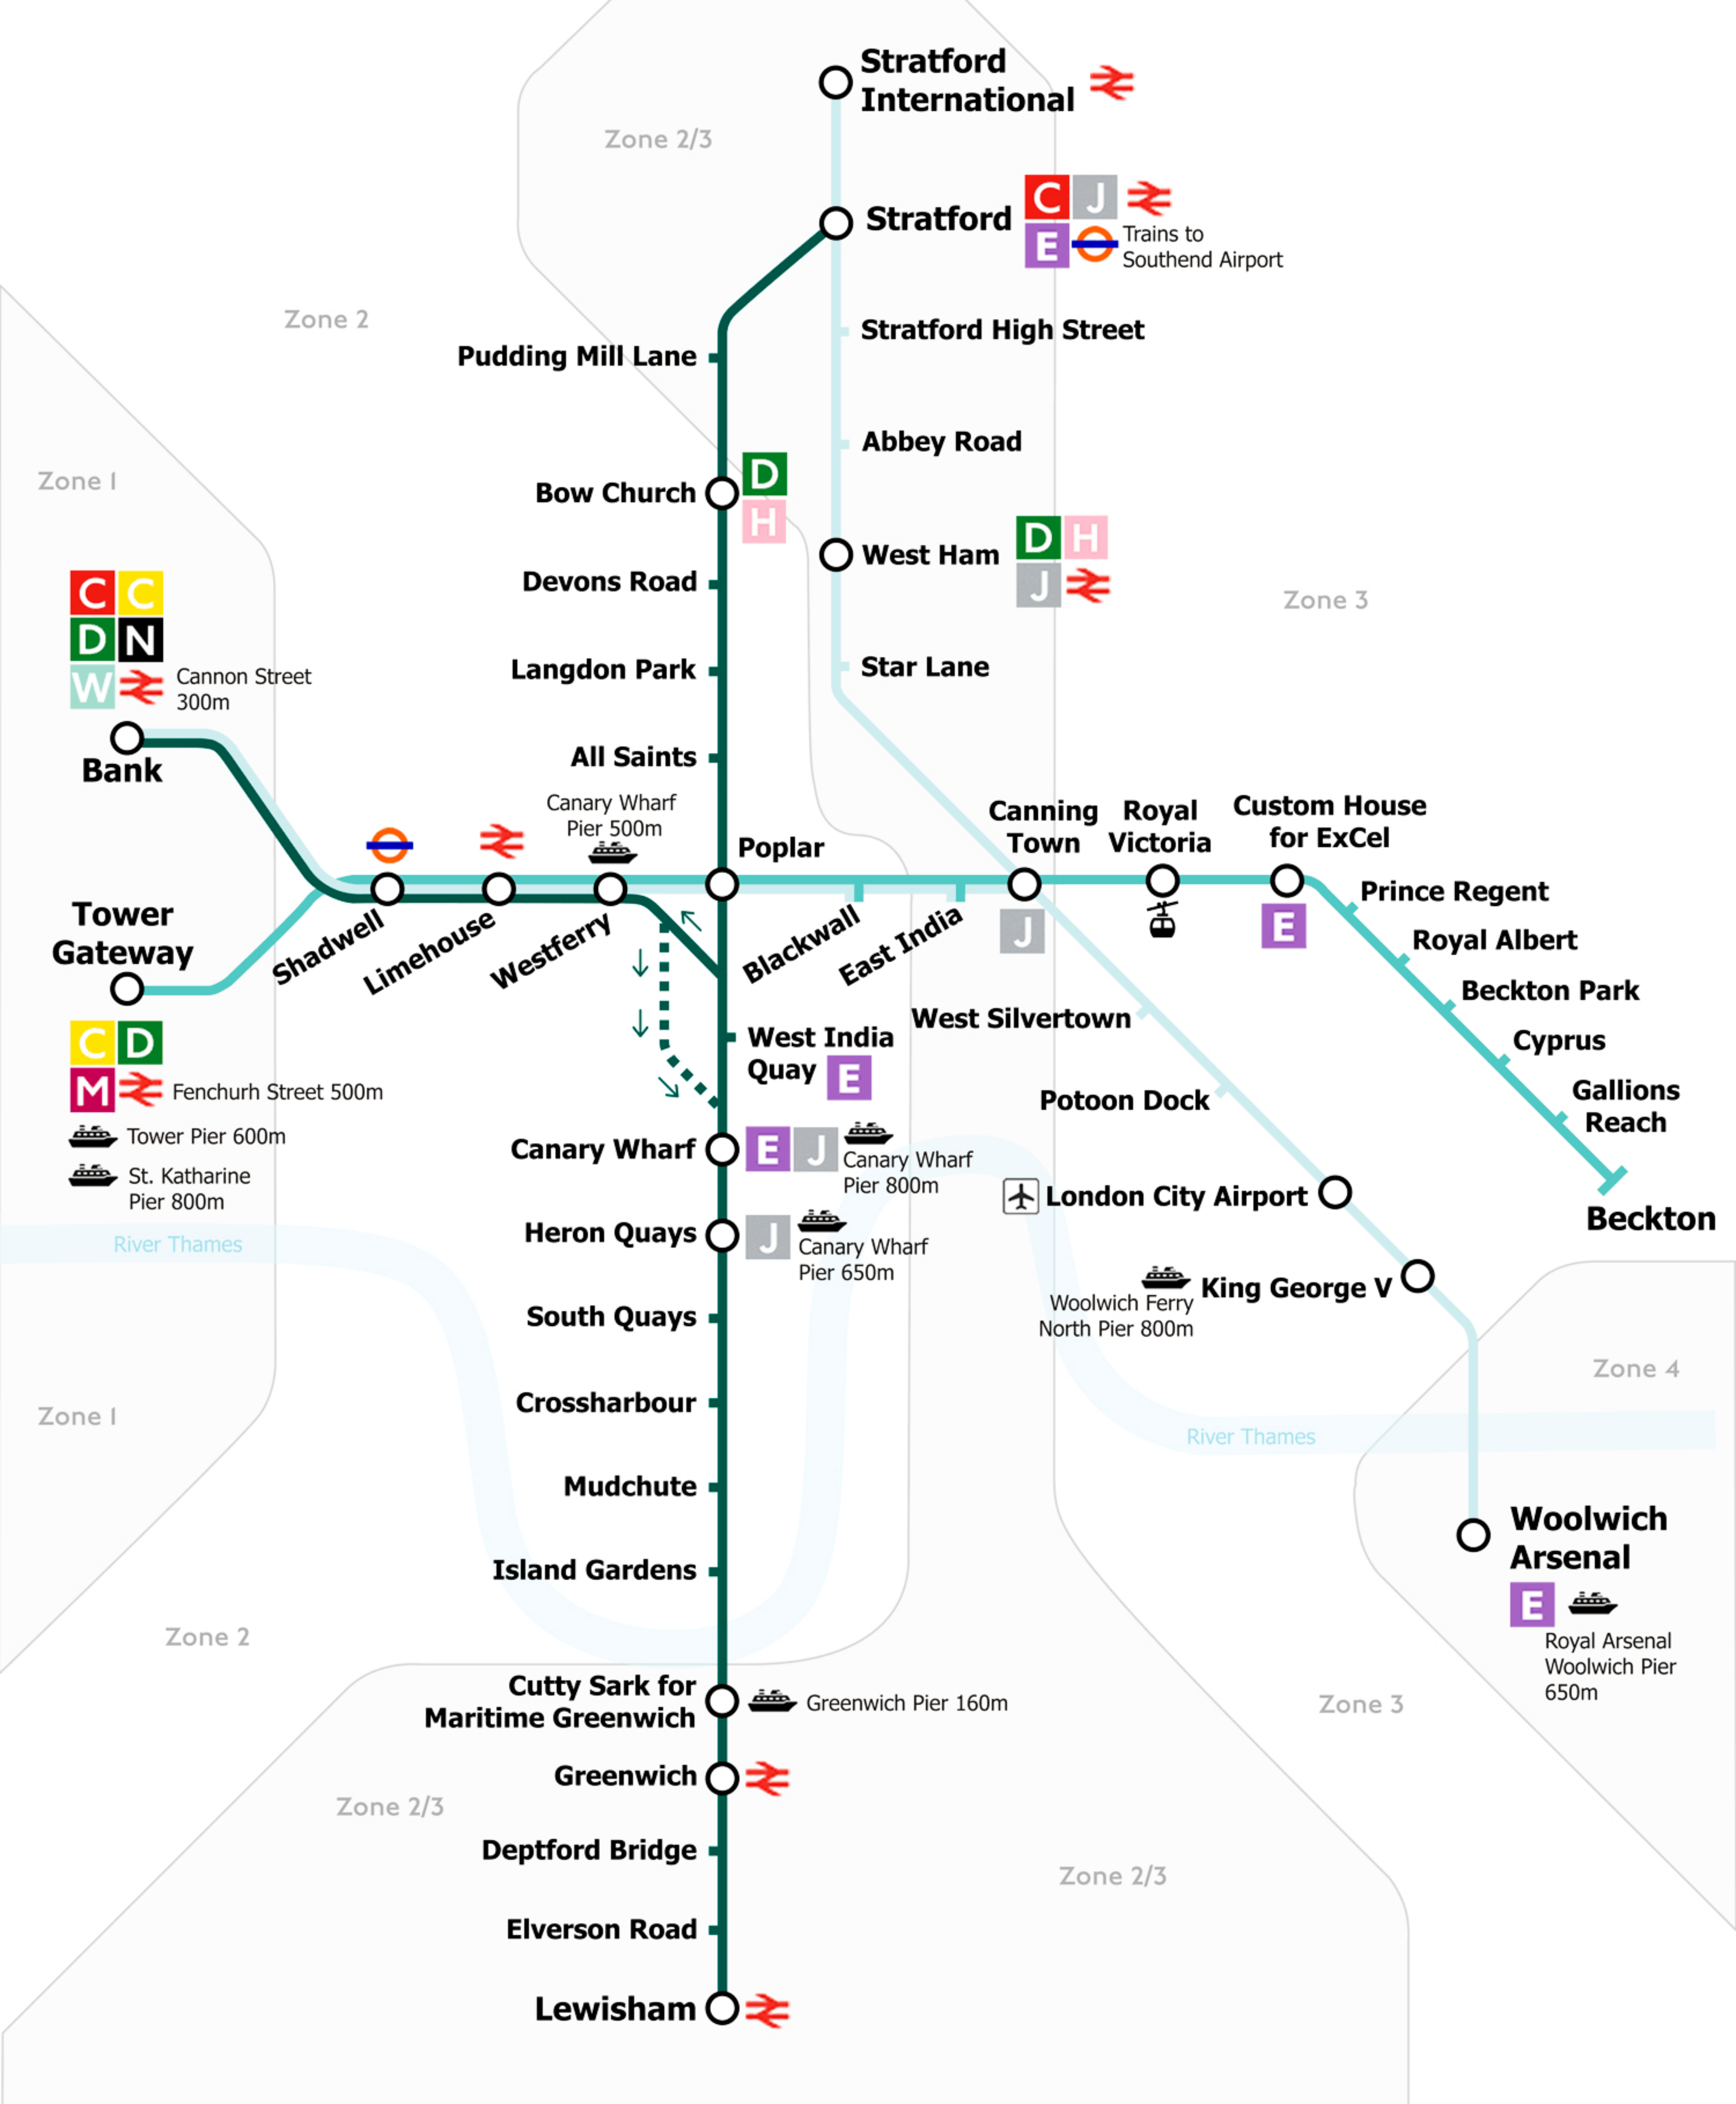 Stratford
International
Zone 2/3
Stratford
C J
E
Trains to
Southend Airport
Zone 2
Stratford High Street
Pudding Mill Lane
Abbey Road
Zone 1
Bow Church
D
H
West Ham
D H
J
Devons Road
Zone 3
C C
D N
W
Cannon Street
300m
Langdon Park
Star Lane
Bank
All Saints
Canary Wharf
Pier 500m
Poplar
Canning
Town
Royal
Victoria
Custom House
for ExCel
Tower
Gateway
Shadwell
Limehouse
Westferry
Blackwall
East India
J
E
Prince Regent
Royal Albert
Beckton Park
Cyprus
Gallions
Reach
Beckton
C D
M
Fenchurh Street 500m
Tower Pier 600m
St. Katharine
Pier 800m
West India
Quay
E
West Silvertown
Potoon Dock
Canary Wharf
E J
Canary Wharf
Pier 800m
London City Airport
River Thames
Heron Quays
J
Canary Wharf
Pier 650m
King George V
Woolwich Ferry
North Pier 800m
South Quays
Zone 4
Crossharbour
Zone 1
River Thames
Mudchute
Woolwich
Arsenal
E
Royal Arsenal
Woolwich Pier
650m
Island Gardens
Zone 2
Cutty Sark for
Maritime Greenwich
Greenwich Pier 160m
Zone 3
Greenwich
Zone 2/3
Deptford Bridge
Zone 2/3
Elverson Road
Lewisham